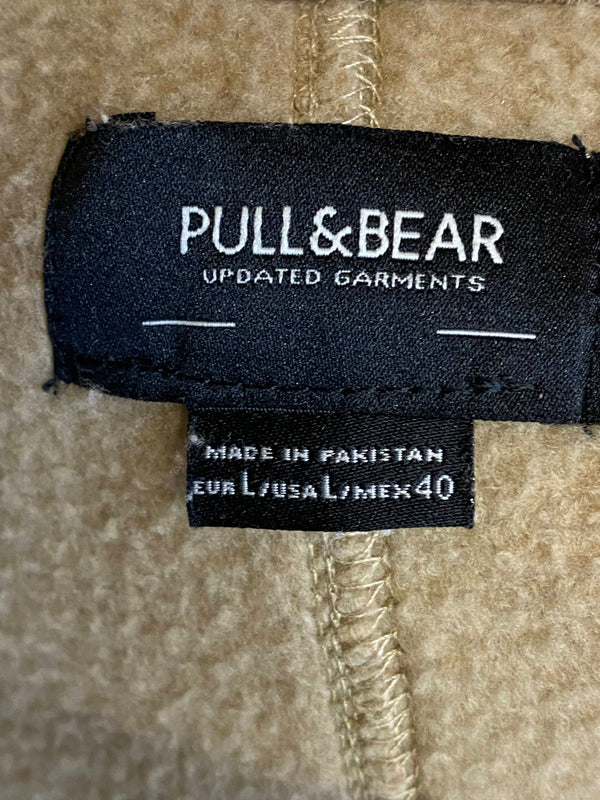 PULL&BEAR
UPDATED GARMENTS
MADE IN PAKISTAN
EUR L/USA L/MEX 40